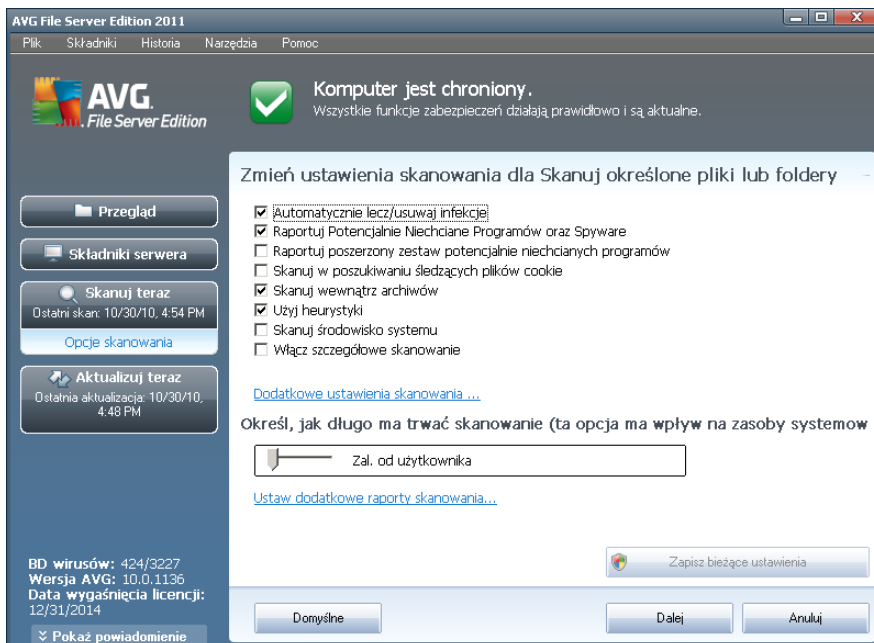 AVG File Server Edition 2011
Plik Składniki Historia Narzędzia Pomoc
AVG.
File Server Edition
Komputer jest chroniony.
Wszystkie funkcje zabezpieczeń działają prawidłowo i są aktualne.
Przegląd
Składniki serwera
Skanuj teraz
Ostatni skan: 10/30/10, 4:54 PM
Opcje skanowania
Aktualizuj teraz
Ostatnia aktualizacja: 10/30/10,
4:48 PM
BD wirusów: 424/3227
Wersja AVG: 10.0.1136
Data wygaśnięcia licencji:
12/31/2014
Pokaż powiadomienie
Zmień ustawienia skanowania dla Skanuj określone pliki lub foldery
Automatycznie lecz/usuwaj infekcje
Raportuj Potencjalnie Niechciane Programów oraz Spyware
Raportuj poszerzony zestaw potencjalnie niechcianych programów
Skanuj w poszukiwaniu śledzących plików cookie
Skanuj wewnątrz archiwów
Użyj heurystyki
Skanuj środowisko systemu
Włącz szczegółowe skanowanie
Dodatkowe ustawienia skanowania ...
Określ, jak długo ma trwać skanowanie (ta opcja ma wpływ na zasoby systemow
Zal. od użytkownika
Ustaw dodatkowe raporty skanowania...
Zapisz bieżące ustawienia
Domyślne
Dalej
Anuluj